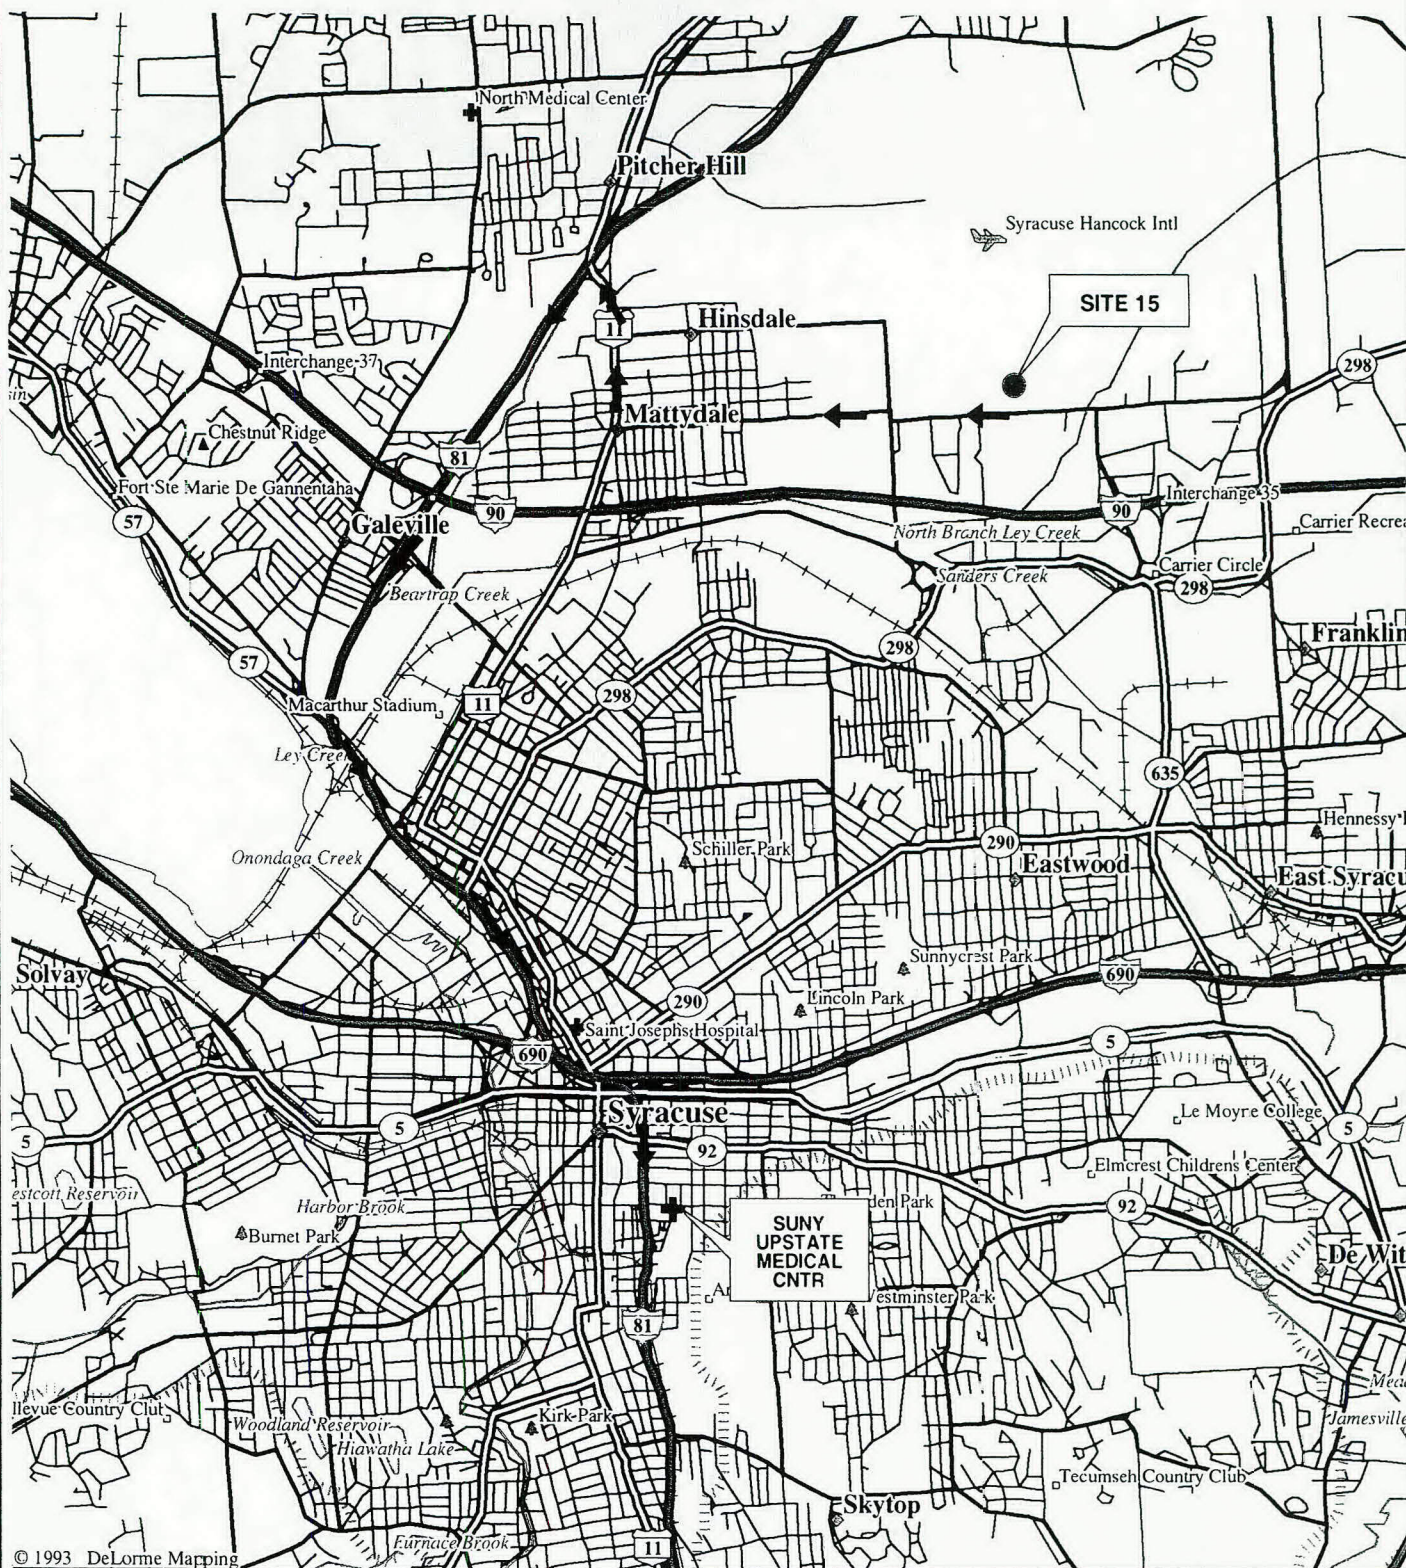 North Medical Center
Pitcher Hill
Syracuse Hancock Intl
SITE 15
11
Hinsdale
Interchange 37
298
sin
Mattydale
Chestnut Ridge
81
Fort Ste Marie De Gannentaha
Interchange 35
57
90
90
Galeville
Carrier Recrea
North Branch Ley Creek
Carrier Circle
Sanders Creek
298
Beartrap Creek
Franklin
298
57
298
Macarthur Stadium
11
Ley Creek
635
Hennessy
290
Schiller Park
Onondaga Creek
Eastwood
East Syracu
Sunnycrest Park
Solvay
690
290
Lincoln Park
Saint Josephs Hospital
690
5
Syracuse
Le Moyre College
5
5
5
92
Elmcrest Childrens Center
estcott Reservoir
Harbor Brook
den Park
92
SUNY
UPSTATE
MEDICAL
CNTR
Burnet Park
De Wit
Westminster Park
81
Mea
llevue Country Club
Kirk Park
Jamesville
Woodland Reservoir
Hiawatha Lake
Tecumseh Country Club
Skytop
Furnace Brook
11
© 1993 DeLorme Mapping